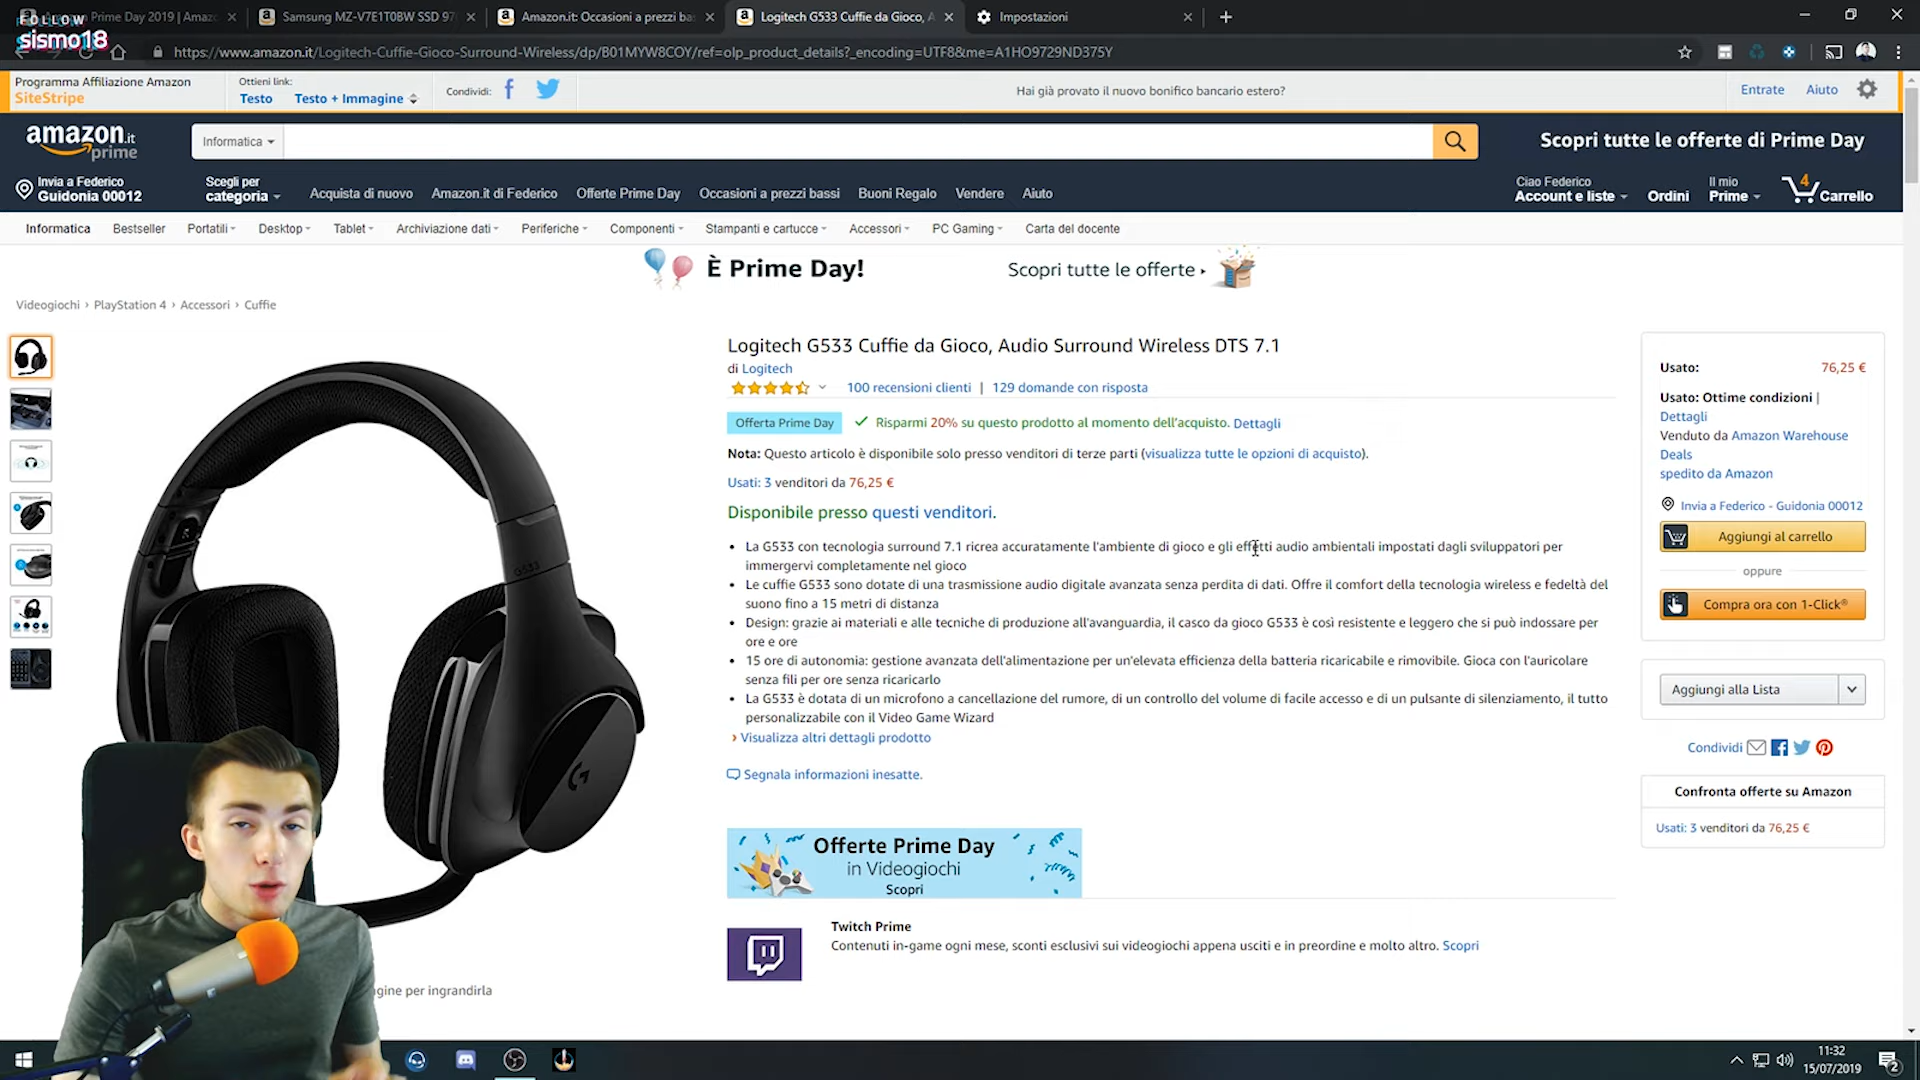 FOLLOW
sismo18
Prime Day 2019 | Amaz
Samsung MZ-V7E1T0BW SSD 97
Amazon.it: Occasioni a prezzi ba
Logitech G533 Cuffie da Gioco, A
Impostazioni
https://www.amazon.it/Logitech-Cuffie-Gioco-Surround-Wireless/dp/B01MYW8COY/ref=olp_product_details?_encoding=UTF8&me=A1HO9729ND375Y
Programma Affiliazione Amazon
SiteStripe
Ottieni link:
Testo
Testo + Immagine
Condividi:
Hai già provato il nuovo bonifico bancario estero?
Entrate
Aiuto
amazon.it
prime
Informatica
Scopri tutte le offerte di Prime Day
Invia a Federico
Guidonia 00012
Scegli per
categoria
Acquista di nuovo
Amazon.it di Federico
Offerte Prime Day
Occasioni a prezzi bassi
Buoni Regalo
Vendere
Aiuto
Ciao Federico
Account e liste
Ordini
Il mio
Prime
4
Carrello
Informatica
Bestseller
Portatili
Desktop
Tablet
Archiviazione dati
Periferiche
Componenti
Stampanti e cartucce
Accessori
PC Gaming
Carta del docente
È Prime Day!
Scopri tutte le offerte
Videogiochi › PlayStation 4 › Accessori › Cuffie
Logitech G533 Cuffie da Gioco, Audio Surround Wireless DTS 7.1
di Logitech
100 recensioni clienti | 129 domande con risposta
Offerta Prime Day
Risparmi 20% su questo prodotto al momento dell'acquisto. Dettagli
Nota: Questo articolo è disponibile solo presso venditori di terze parti (visualizza tutte le opzioni di acquisto).
Usati: 3 venditori da 76,25 €
Disponibile presso questi venditori.
• La G533 con tecnologia surround 7.1 ricrea accuratamente l'ambiente di gioco e gli effetti audio ambientali impostati dagli sviluppatori per
immergervi completamente nel gioco
• Le cuffie G533 sono dotate di una trasmissione audio digitale avanzata senza perdita di dati. Offre il comfort della tecnologia wireless e fedeltà del
suono fino a 15 metri di distanza
• Design: grazie ai materiali e alle tecniche di produzione all'avanguardia, il casco da gioco G533 è così resistente e leggero che si può indossare per
ore e ore
• 15 ore di autonomia: gestione avanzata dell'alimentazione per un'elevata efficienza della batteria ricaricabile e rimovibile. Gioca con l'auricolare
senza fili per ore senza ricaricarlo
• La G533 è dotata di un microfono a cancellazione del rumore, di un controllo del volume di facile accesso e di un pulsante di silenziamento, il tutto
personalizzabile con il Video Game Wizard
› Visualizza altri dettagli prodotto
Segnala informazioni inesatte.
Offerte Prime Day
in Videogiochi
Scopri
Twitch Prime
Contenuti in-game ogni mese, sconti esclusivi sui videogiochi appena usciti e in preordine e molto altro. Scopri
Usato: 76,25 €
Usato: Ottime condizioni |
Dettagli
Venduto da Amazon Warehouse
Deals
spedito da Amazon
Invia a Federico - Guidonia 00012
Aggiungi al carrello
oppure
Compra ora con 1-Click®
Aggiungi alla Lista
Condividi
Confronta offerte su Amazon
Usati: 3 venditori da 76,25 €
G533
gine per ingrandirla
11:32
15/07/2019
2